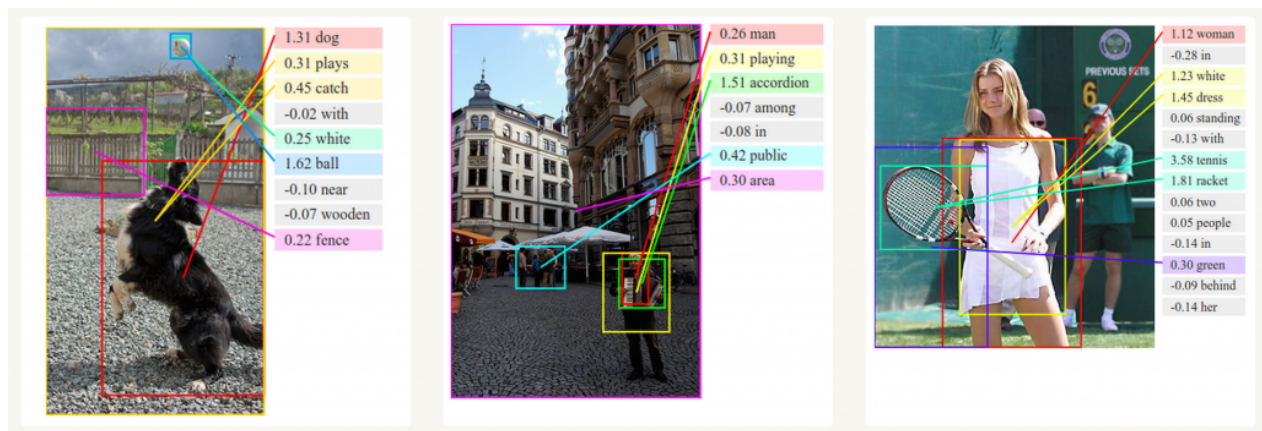 1.31 dog
0.31 plays
0.45 catch
-0.02 with
0.25 white
1.62 ball
-0.10 near
-0.07 wooden
0.22 fence
0.26 man
0.31 playing
1.51 accordion
-0.07 among
-0.08 in
0.42 public
0.30 area
PREVIOUS SETS
6
1.12 woman
-0.28 in
1.23 white
1.45 dress
0.06 standing
-0.13 with
3.58 tennis
1.81 racket
0.06 two
0.05 people
-0.14 in
0.30 green
-0.09 behind
-0.14 her